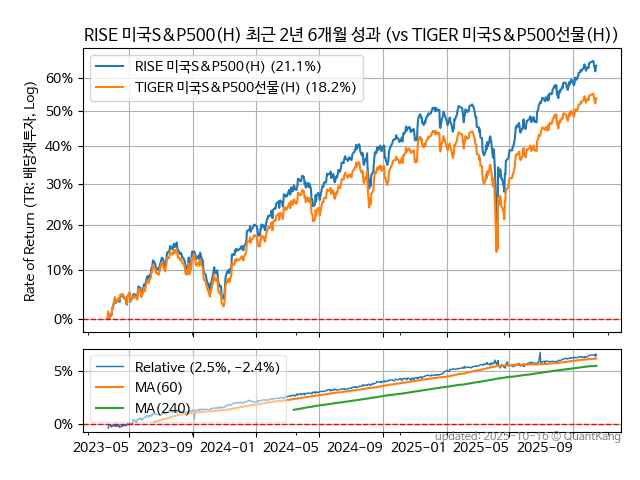 RISE 미국S&P500(H) 최근 2년 6개월 성과 (vs TIGER 미국S&P500선물(H))
Rate of Return (TR: 배당재투자, Log)
60%
50%
40%
30%
20%
10%
0%
RISE 미국S&P500(H) (21.1%)
TIGER 미국S&P500선물(H) (18.2%)
5%
0%
Relative (2.5%, −2.4%)
MA(60)
MA(240)
2023-05 2023-09 2024-01 2024-05 2024-09 2025-01 2025-05 2025-09
updated: 2025-10-16 © QuantKang